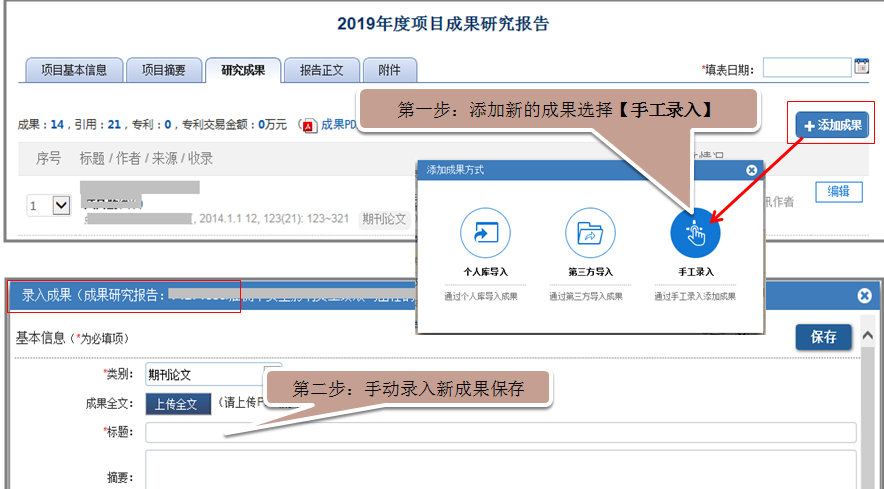 2019年度项目成果研究报告
项目基本信息 项目摘要 研究成果 报告正文 附件 *填表日期：
第一步：添加新的成果选择【手工录入】
成果：14，引用：21，专利：0，专利交易金额：0万元 （ 成果PD
+ 添加成果
序号 标题 / 作者 / 来源 / 收录
添加成果方式
1
, 2014.1.1 12, 123(21): 123~321 期刊论文
作者
编辑
个人库导入 第三方导入 手工录入
通过个人库导入成果 通过第三方导入成果 通过手工录入添加成果
录入成果（成果研究报告：
基本信息（*为必填项）
保存
*类别： 期刊论文
第二步：手动录入新成果保存
成果全文： 上传全文 （请上传
*标题：
摘要：